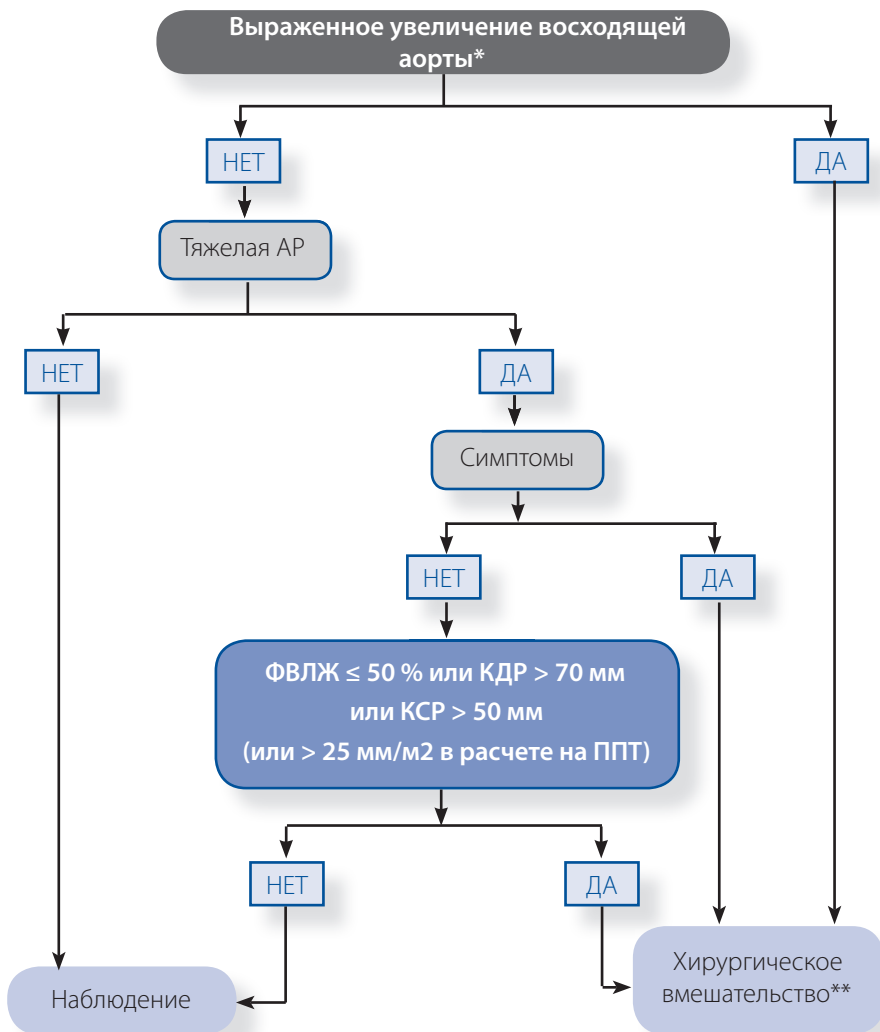 Выраженное увеличение восходящей
аорты*
НЕТ
ДА
Тяжелая АР
НЕТ
ДА
Симптомы
НЕТ
ДА
ФВЛЖ ≤ 50 % или КДР > 70 мм
или КСР > 50 мм
(или > 25 мм/м2 в расчете на ППТ)
НЕТ
ДА
Наблюдение
Хирургическое
вмешательство**